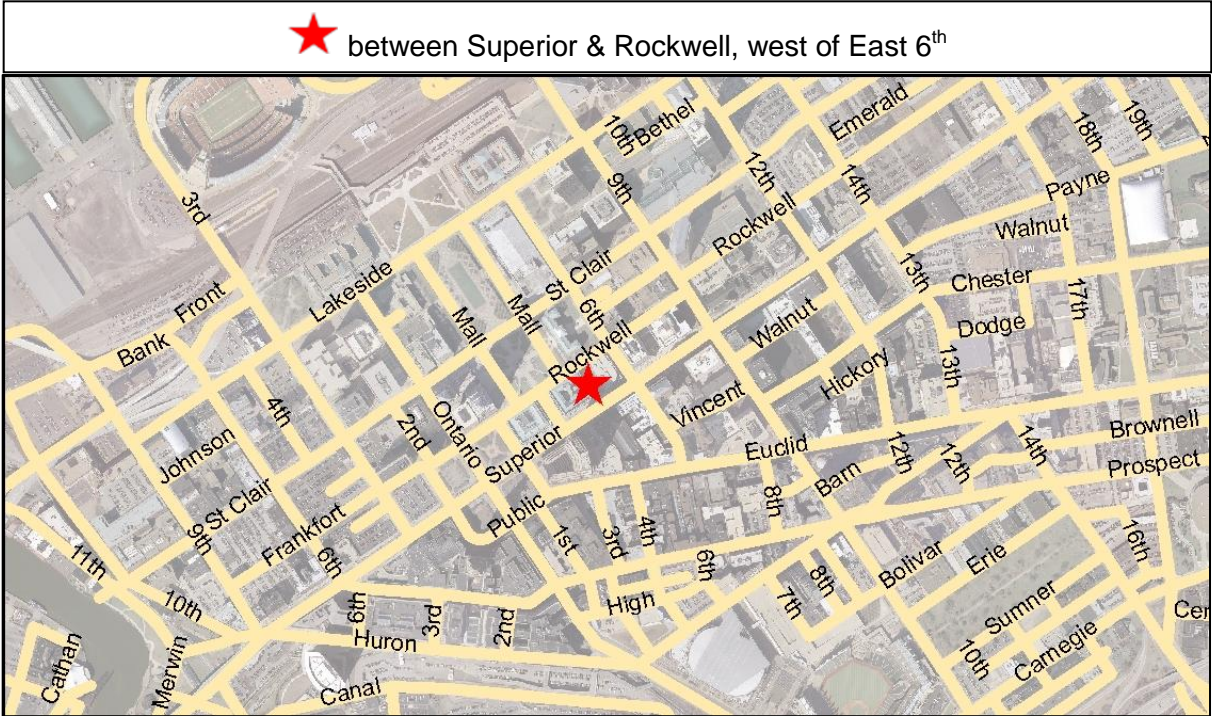 between Superior & Rockwell, west of East 6th
10th
Bethel
Emerald
18th
19th
12th
14th
9th
Payne
3rd
Rockwell
Walnut
St Clair
13th
Chester
Lakeside
Front
Mall
Mall
6th
17th
Bank
Rockwell
Walnut
Dodge
13th
Hickory
4th
2nd
Ontario
Vincent
Johnson
Superior
Euclid
Brownell
14th
12th
12th
Barn
Prospect
St Clair
Public
8th
Frankfort
9th
6th
1st
3rd
4th
6th
16th
11th
Bolivar
Erie
8th
7th
10th
High
6th
3rd
2nd
Sumner
Cer
Huron
Carnegie
10th
Cathan
Merwin
Canal